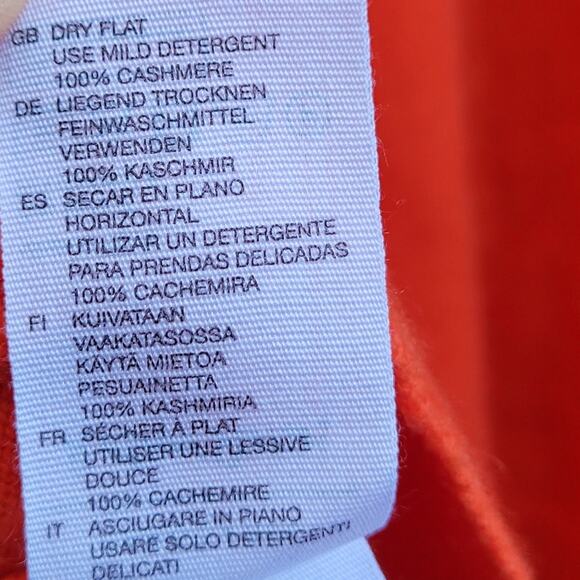 GB DRY FLAT
USE MILD DETERGENT
100% CASHMERE
DE LIEGEND TROCKNEN
FEINWASCHMITTEL
VERWENDEN
100% KASCHMIR
ES SECAR EN PLANO
HORIZONTAL
UTILIZAR UN DETERGENTE
PARA PRENDAS DELICADAS
100% CACHEMIRA
FI KUIVATAAN
VAAKATASOSSA
KÄYTÄ MIETOA
PESUAINETTA
100% KASHMIRIA
FR SÉCHER À PLAT
UTILISER UNE LESSIVE
DOUCE
100% CACHEMIRE
IT ASCIUGARE IN PIANO
USARE SOLO DETERGENTI
DELICATI